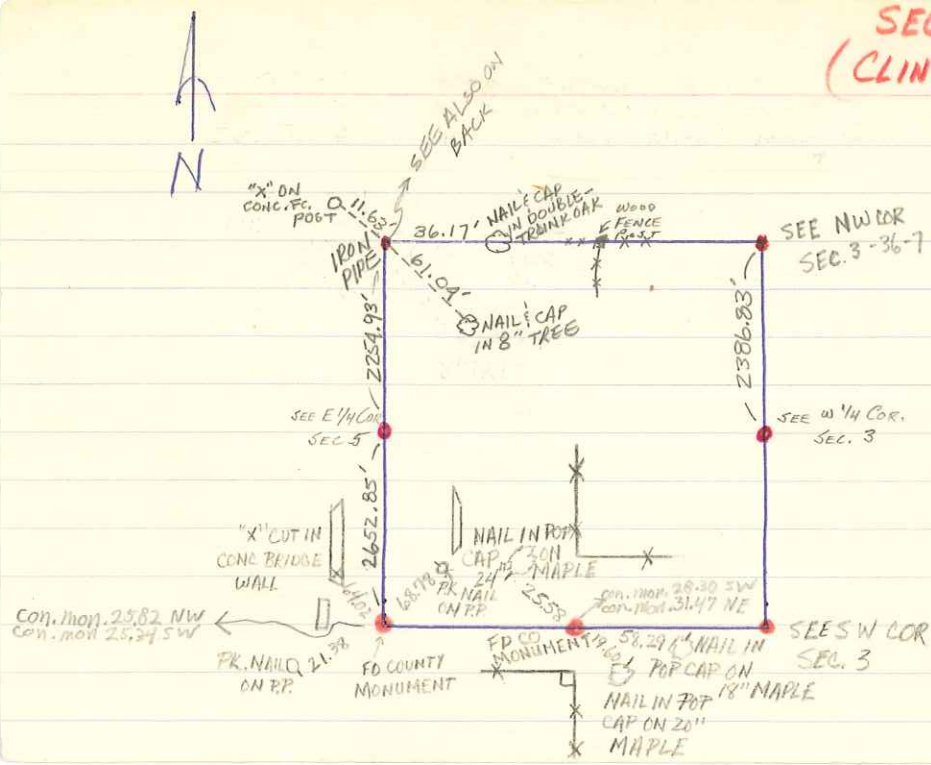 SEC
(CLIN
N
SEE ALSO ON
BACK
"X" ON
CONC. FC.
POST
11.63'
IRON
PIPE
36.17'
NAIL & CAP
IN DOUBLE-
TRUNK OAK
WOOD
FENCE
POST
SEE NW COR
SEC. 3-36-7
61.04'
NAIL & CAP
IN 8" TREE
2254.93'
2386.83'
SEE E 1/4 COR
SEC 5
SEE W 1/4 COR.
SEC. 3
2652.85'
"X" CUT IN
CONC BRIDGE
WALL
64.02
68.78
PK
NAIL
ON P.P.
NAIL IN POP
CAP ON
24" MAPLE
25.58
con. mon. 28.30 SW
con. mon. 31.47 NE
con. mon. 25.82 NW
con. mon 25.34 SW
PK. NAIL
ON P.P.
21.38
FD COUNTY
MONUMENT
FD CO
MONUMENT
19.60
58.29
NAIL IN
POP CAP ON
18" MAPLE
SEE SW COR
SEC. 3
NAIL IN POP
CAP ON 20"
MAPLE